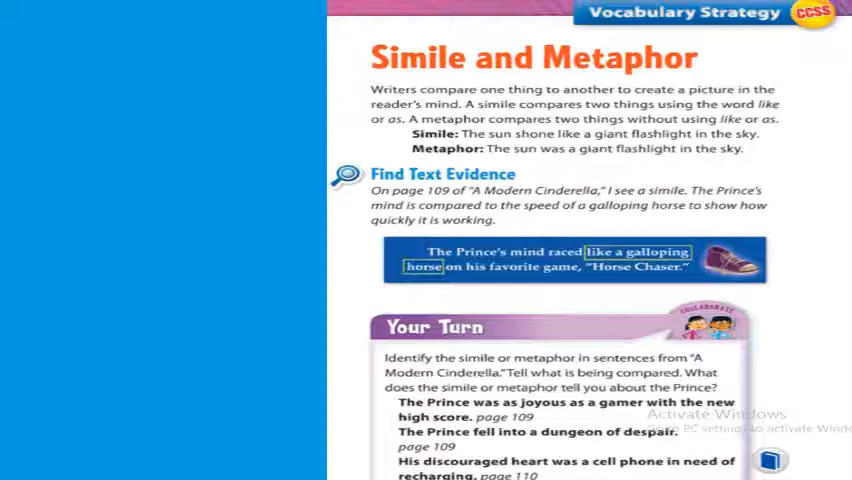 Vocabulary Strategy CCSS
Simile and Metaphor
Writers compare one thing to another to create a picture in the
reader's mind. A simile compares two things using the word like
or as. A metaphor compares two things without using like or as.
Simile: The sun shone like a giant flashlight in the sky.
Metaphor: The sun was a giant flashlight in the sky.
Find Text Evidence
On page 109 of "A Modern Cinderella," I see a simile. The Prince's
mind is compared to the speed of a galloping horse to show how
quickly it is working.
The Prince's mind raced like a galloping
horse on his favorite game, "Horse Chaser."
COLLABORATE
Your Turn
Identify the simile or metaphor in sentences from "A
Modern Cinderella." Tell what is being compared. What
does the simile or metaphor tell you about the Prince?
The Prince was as joyous as a gamer with the new
high score. page 109
The Prince fell into a dungeon of despair.
page 109
His discouraged heart was a cell phone in need of
recharging. page 110
Activate Windows
Go to PC settings to activate Windo